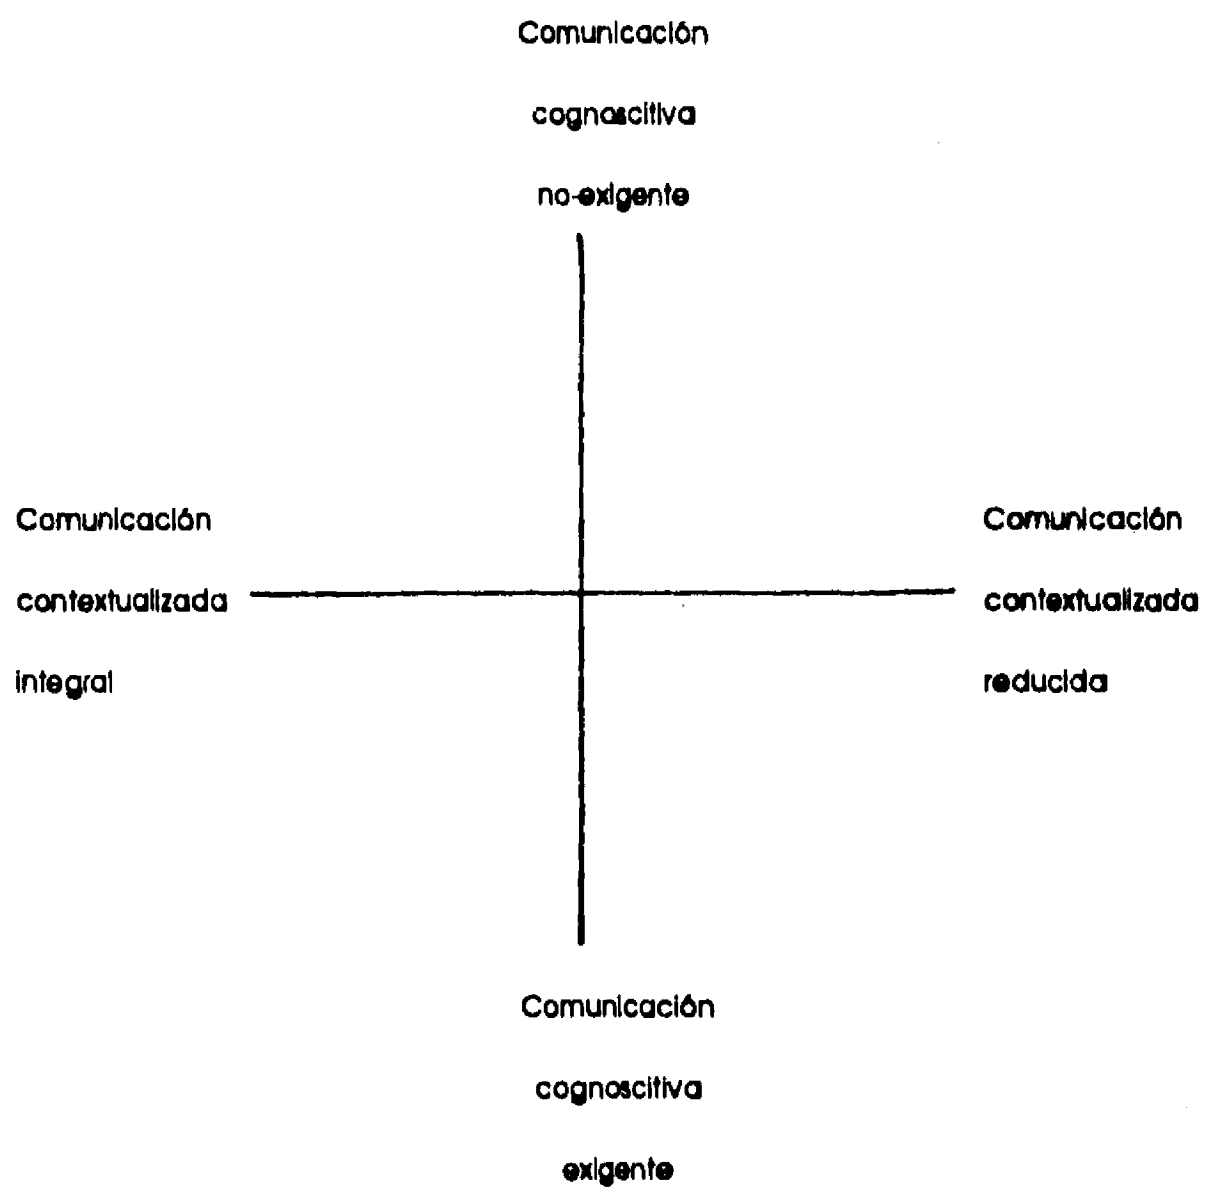 Comunicación
cognoscitiva
no-exigente
Comunicación
contextualizada
integral
Comunicación
contextualizada
reducida
Comunicación
cognoscitiva
exigente